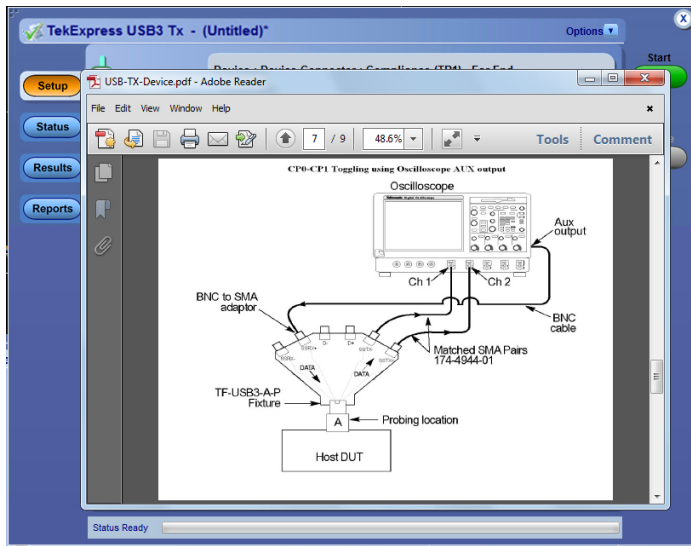 TekExpress USB3 Tx - (Untitled)*
Options
x
Start
Setup
Status
Results
Reports
USB-TX-Device.pdf - Adobe Reader
File Edit View Window Help
7 / 9
48.6%
Tools
Comment
CP0-CP1 Toggling using Oscilloscope AUX output
Oscilloscope
Aux
output
Ch 1
Ch 2
BNC to SMA
adaptor
BNC
cable
D-
D+
Matched SMA Pairs
174-4944-01
DATA
DATA
TF-USB3-A-P
Fixture
A
Probing location
Host DUT
Status Ready